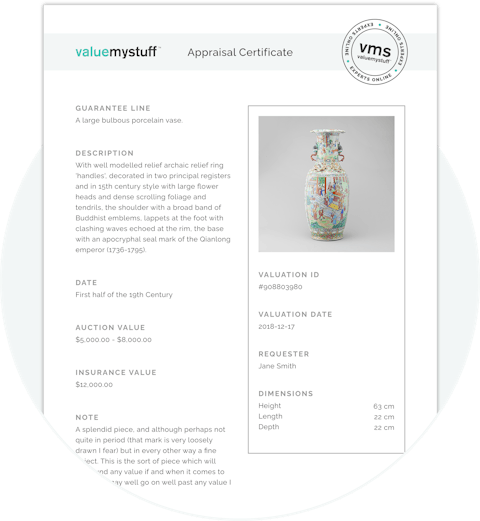 valuemystuff™
Appraisal Certificate
EXPERTS ONLINE
EXPERTS ONLINE
EXPERTS ONLINE
vms
valuemystuff
GUARANTEE LINE
A large bulbous porcelain vase.
DESCRIPTION
With well modelled relief archaic relief ring
'handles', decorated in two principal registers
and in 15th century style with large flower
heads and dense scrolling foliage and
tendrils, the shoulder with a broad band of
Buddhist emblems, lappets at the foot with
clashing waves echoed at the rim, the base
with an apocryphal seal mark of the Qianlong
emperor (1736-1795).
DATE
First half of the 19th Century
AUCTION VALUE
$5,000.00 - $8,000.00
INSURANCE VALUE
$12,000.00
NOTE
A splendid piece, and although perhaps not
quite in period (that mark is very loosely
drawn I fear) but in every other way a fine
ject. This is the sort of piece which will
nd any value if and when it comes to
ay well go on well past any value I
VALUATION ID
#908803980
VALUATION DATE
2018-12-17
REQUESTER
Jane Smith
DIMENSIONS
Height 63 cm
Length 22 cm
Depth 22 cm